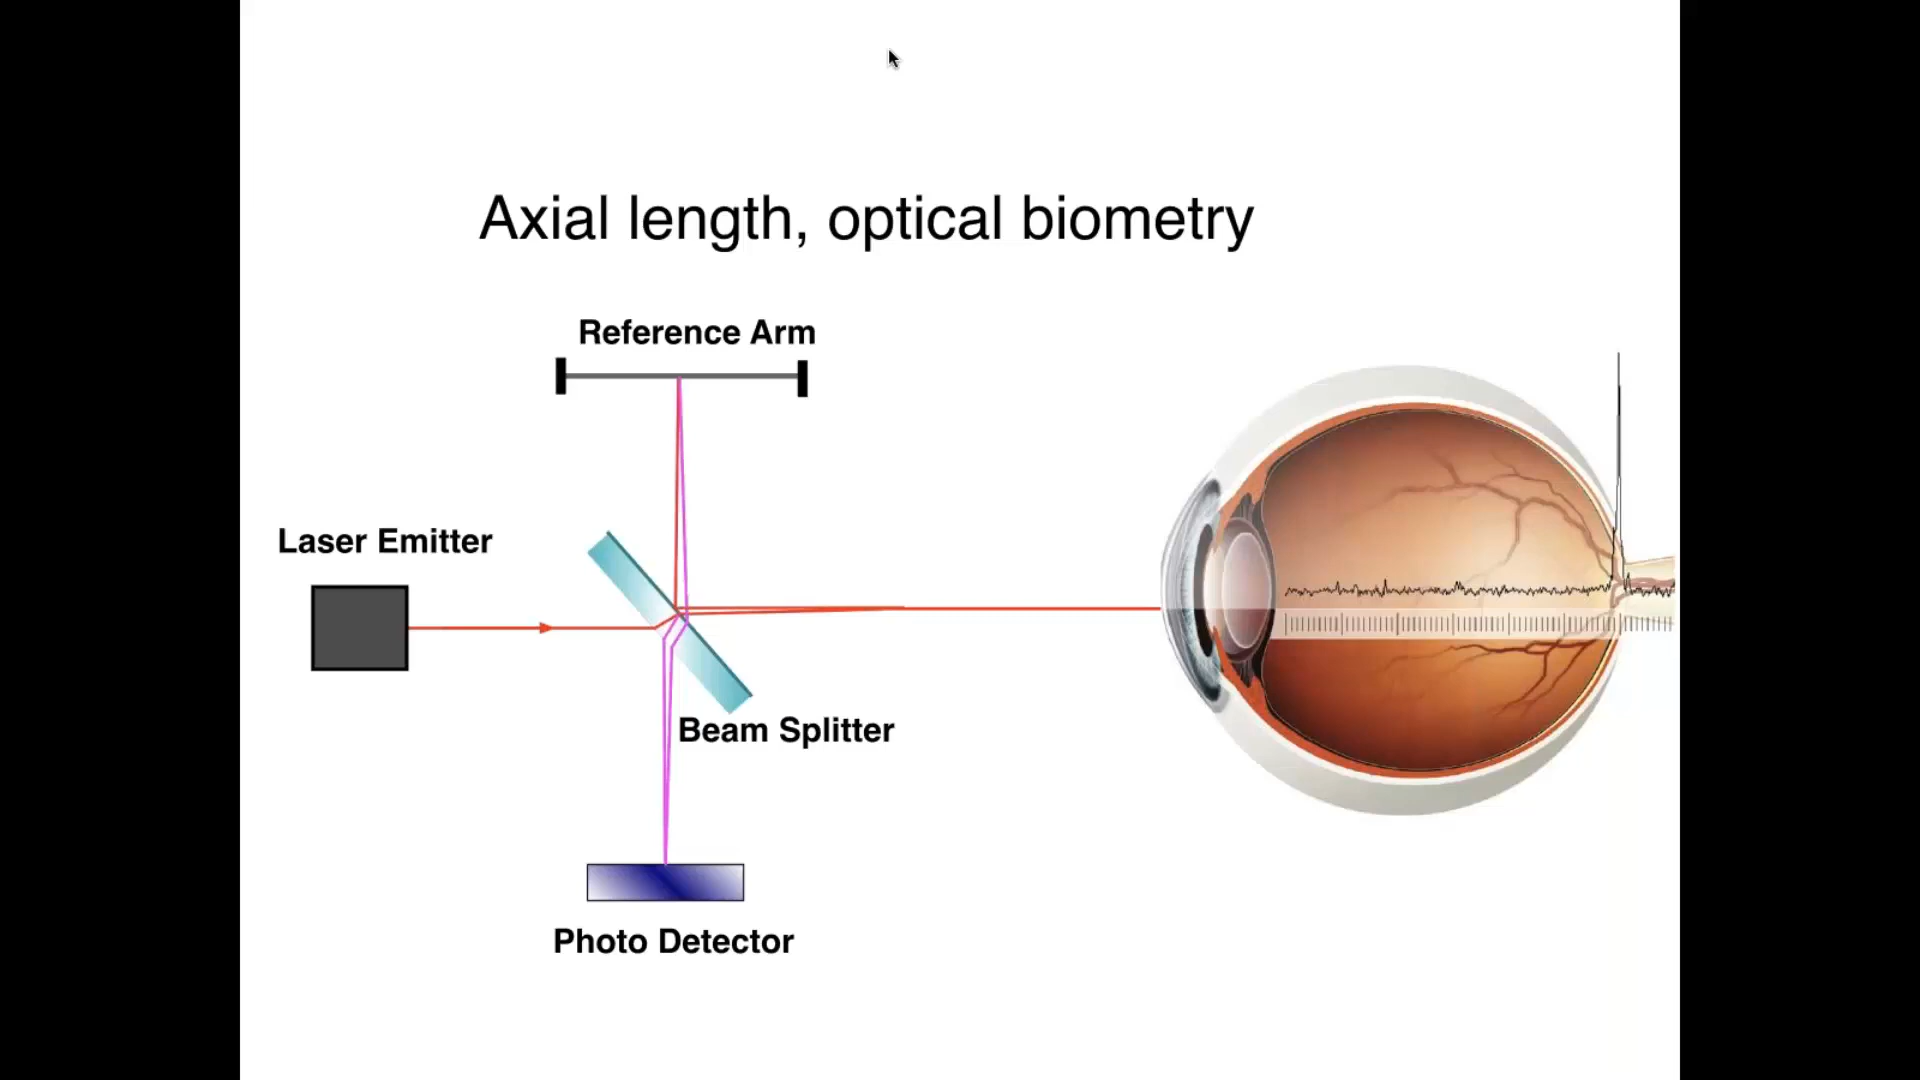 Axial length, optical biometry
Reference Arm
Laser Emitter
Beam Splitter
Photo Detector